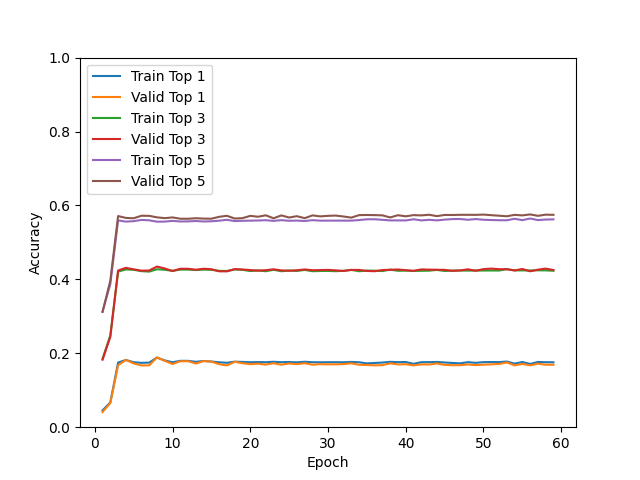 1.0
0.8
0.6
0.4
0.2
0.0
Accuracy
Train Top 1
Valid Top 1
Train Top 3
Valid Top 3
Train Top 5
Valid Top 5
0 10 20 30 40 50 60
Epoch